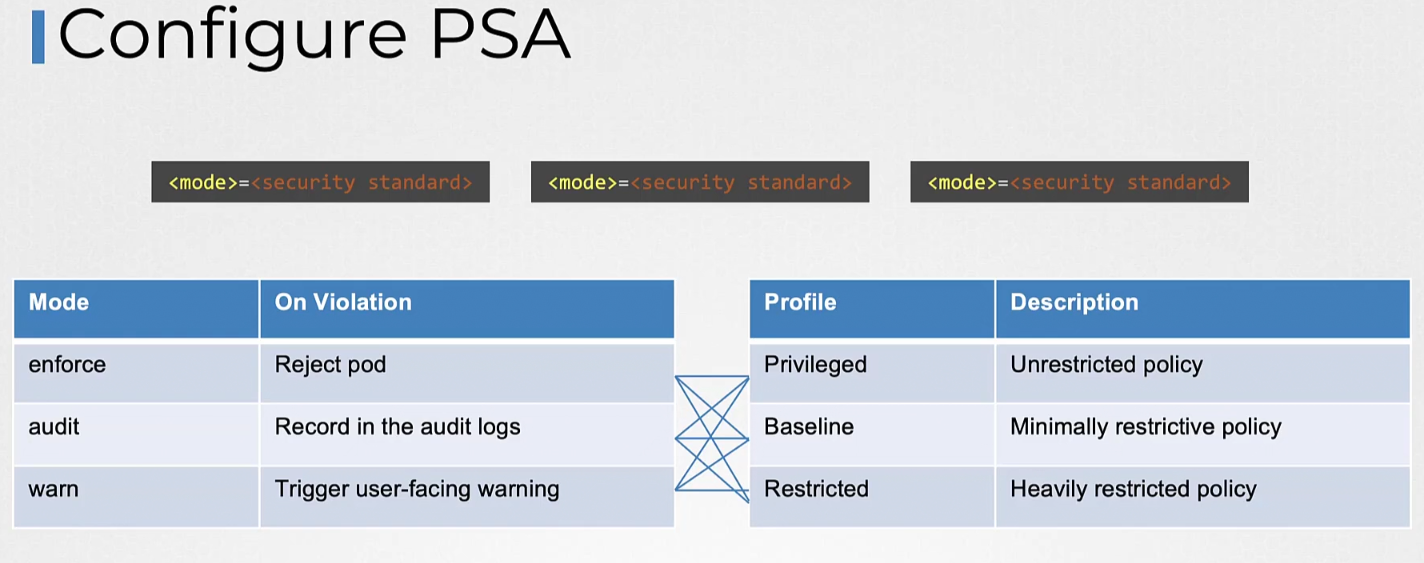 Configure PSA
<mode>=<security standard> <mode>=<security standard> <mode>=<security standard>
Mode On Violation Profile Description
enforce Reject pod Privileged Unrestricted policy
audit Record in the audit logs Baseline Minimally restrictive policy
warn Trigger user-facing warning Restricted Heavily restricted policy